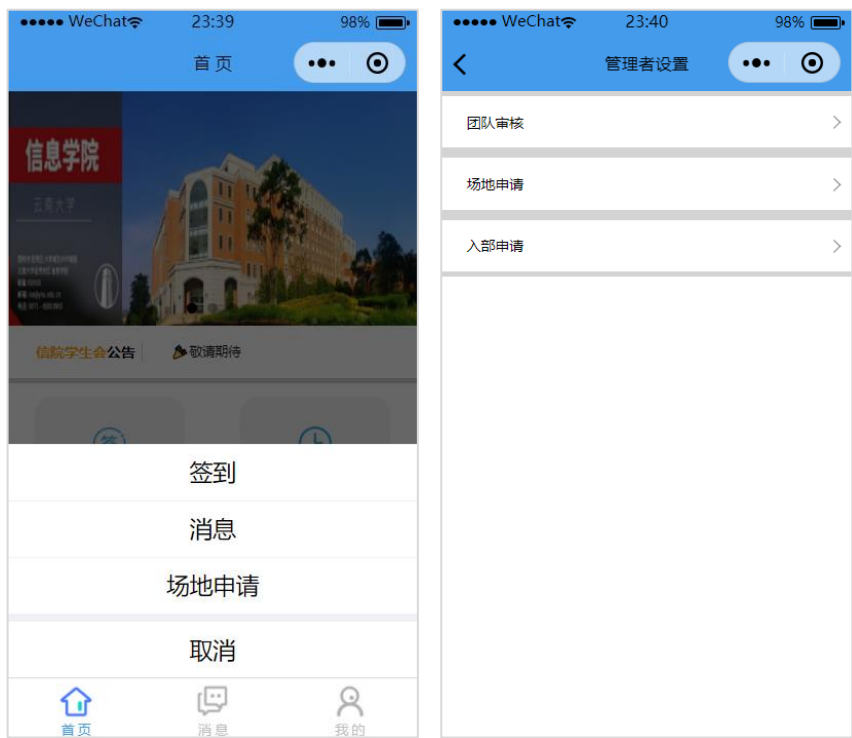 ●●●●● WeChat 23:39 98%
首页
信息学院
云南大学
信院学生会公告 敬请期待
签
签到
消息
场地申请
取消
首页 消息 我的
●●●●● WeChat 23:40 98%
管理者设置
团队审核
场地申请
入部申请